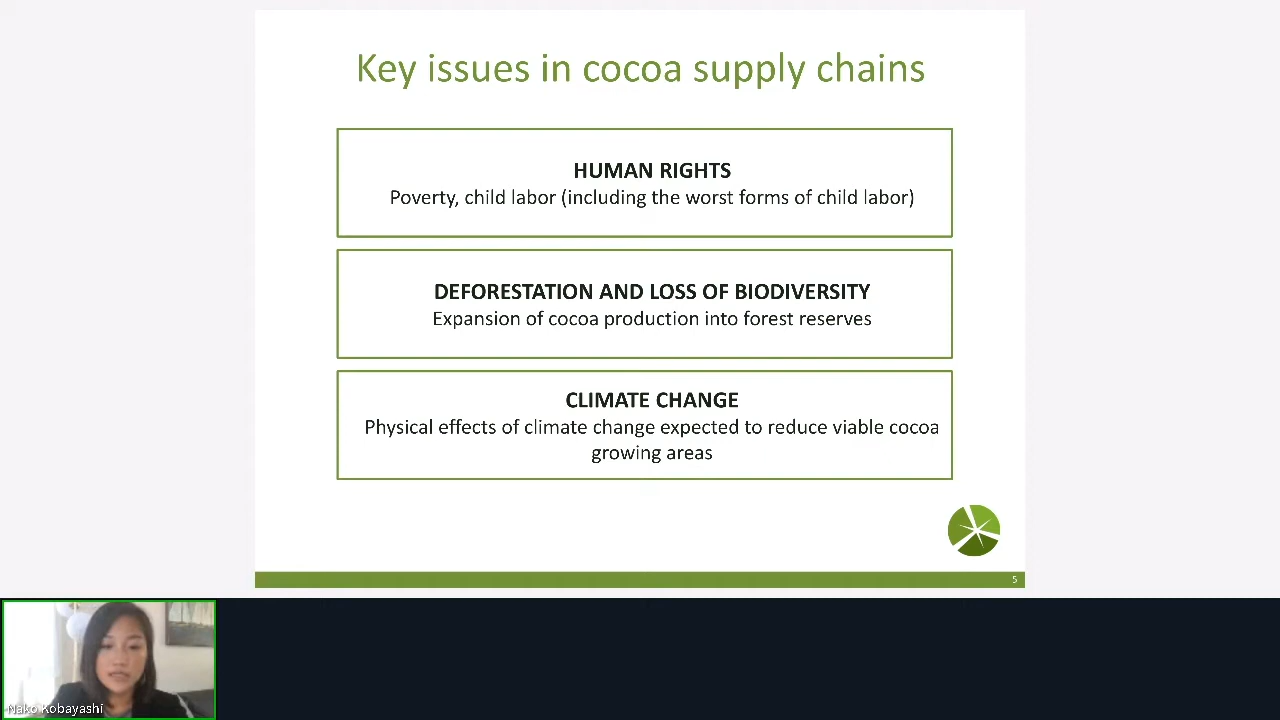 Key issues in cocoa supply chains
HUMAN RIGHTS
Poverty, child labor (including the worst forms of child labor)
DEFORESTATION AND LOSS OF BIODIVERSITY
Expansion of cocoa production into forest reserves
CLIMATE CHANGE
Physical effects of climate change expected to reduce viable cocoa
growing areas
5
Nako Kobayashi